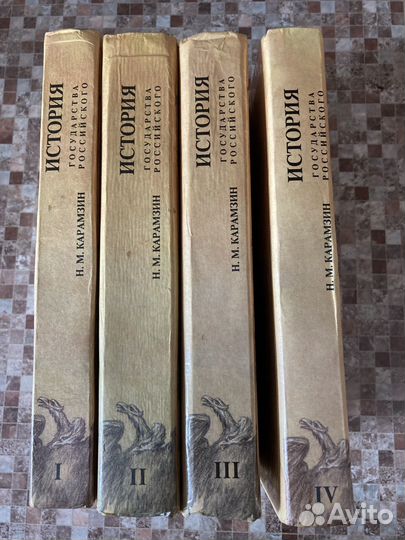 ИСТОРИЯ
ГОСУДАРСТВА
РОССИЙСКОГО
Н. М. КАРАМЗИН
I
ИСТОРИЯ
ГОСУДАРСТВА
РОССИЙСКОГО
Н. М. КАРАМЗИН
II
ИСТОРИЯ
ГОСУДАРСТВА
РОССИЙСКОГО
Н. М. КАРАМЗИН
III
ИСТОРИЯ
ГОСУДАРСТВА
РОССИЙСКОГО
Н. М. КАРАМЗИН
IV
Avito